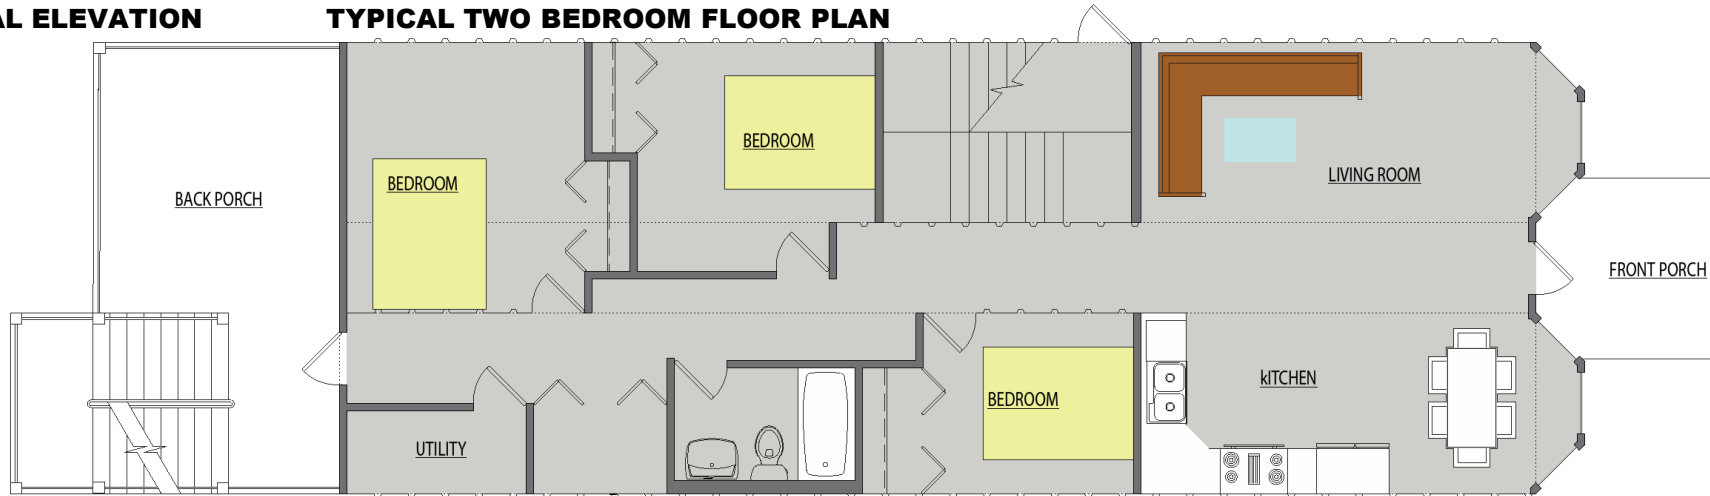 AL ELEVATION
TYPICAL TWO BEDROOM FLOOR PLAN
BEDROOM
LIVING ROOM
BEDROOM
BACK PORCH
FRONT PORCH
kITCHEN
BEDROOM
UTILITY